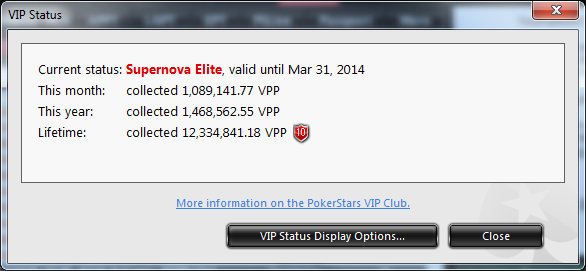 VIP Status
Current status: Supernova Elite, valid until Mar 31, 2014
This month: collected 1,089,141.77 VPP
This year: collected 1,468,562.55 VPP
Lifetime: collected 12,334,841.18 VPP 10
More information on the PokerStars VIP Club.
VIP Status Display Options... Close